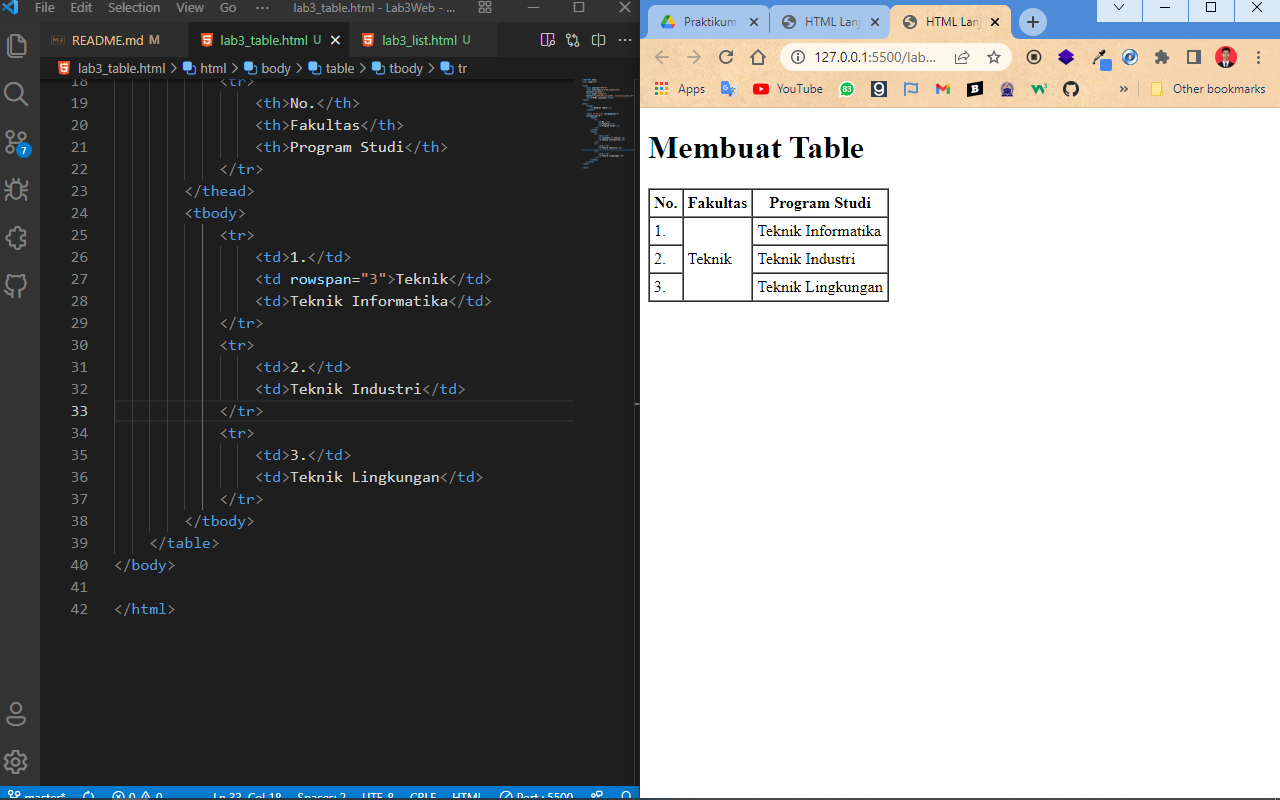 File Edit Selection View Go ··· lab3_table.html - Lab3Web - ...
README.md M lab3_table.html U lab3_list.html U
lab3_table.html > html > body > table > tbody > tr
18 <tr>
19 <th>No.</th>
20 <th>Fakultas</th>
21 <th>Program Studi</th>
22 </tr>
23 </thead>
24 <tbody>
25 <tr>
26 <td>1.</td>
27 <td rowspan="3">Teknik</td>
28 <td>Teknik Informatika</td>
29 </tr>
30 <tr>
31 <td>2.</td>
32 <td>Teknik Industri</td>
33 </tr>
34 <tr>
35 <td>3.</td>
36 <td>Teknik Lingkungan</td>
37 </tr>
38 </tbody>
39 </table>
40 </body>
41
42 </html>
7
master* 0 0 Ln 33, Col 18 Spaces: 2 UTF-8 CRLF HTML Port : 5500
Praktikum HTML Lanj HTML Lanj
127.0.0.1:5500/lab...
Apps YouTube 83 » Other bookmarks
Membuat Table
No. Fakultas Program Studi
1. Teknik Informatika
2. Teknik Teknik Industri
3. Teknik Lingkungan